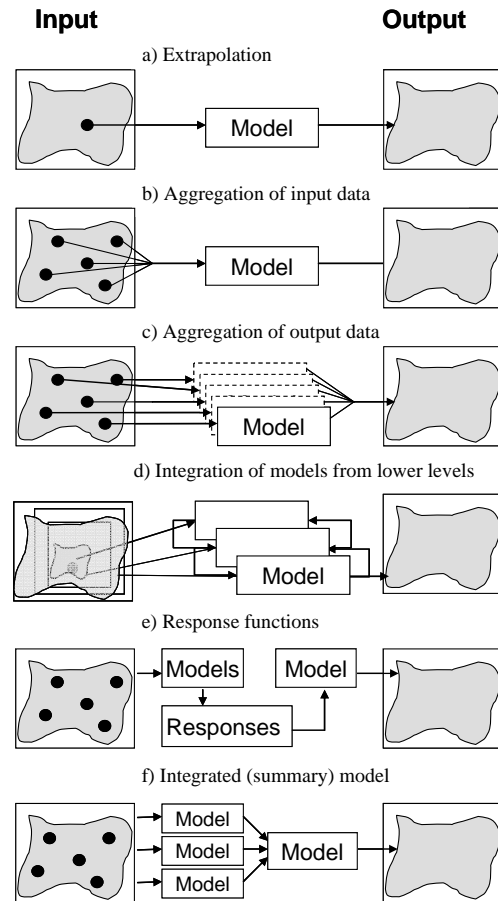 Input Output
a) Extrapolation
Model
b) Aggregation of input data
Model
c) Aggregation of output data
Model
d) Integration of models from lower levels
Model
e) Response functions
Models Model
Responses
f) Integrated (summary) model
Model
Model Model
Model